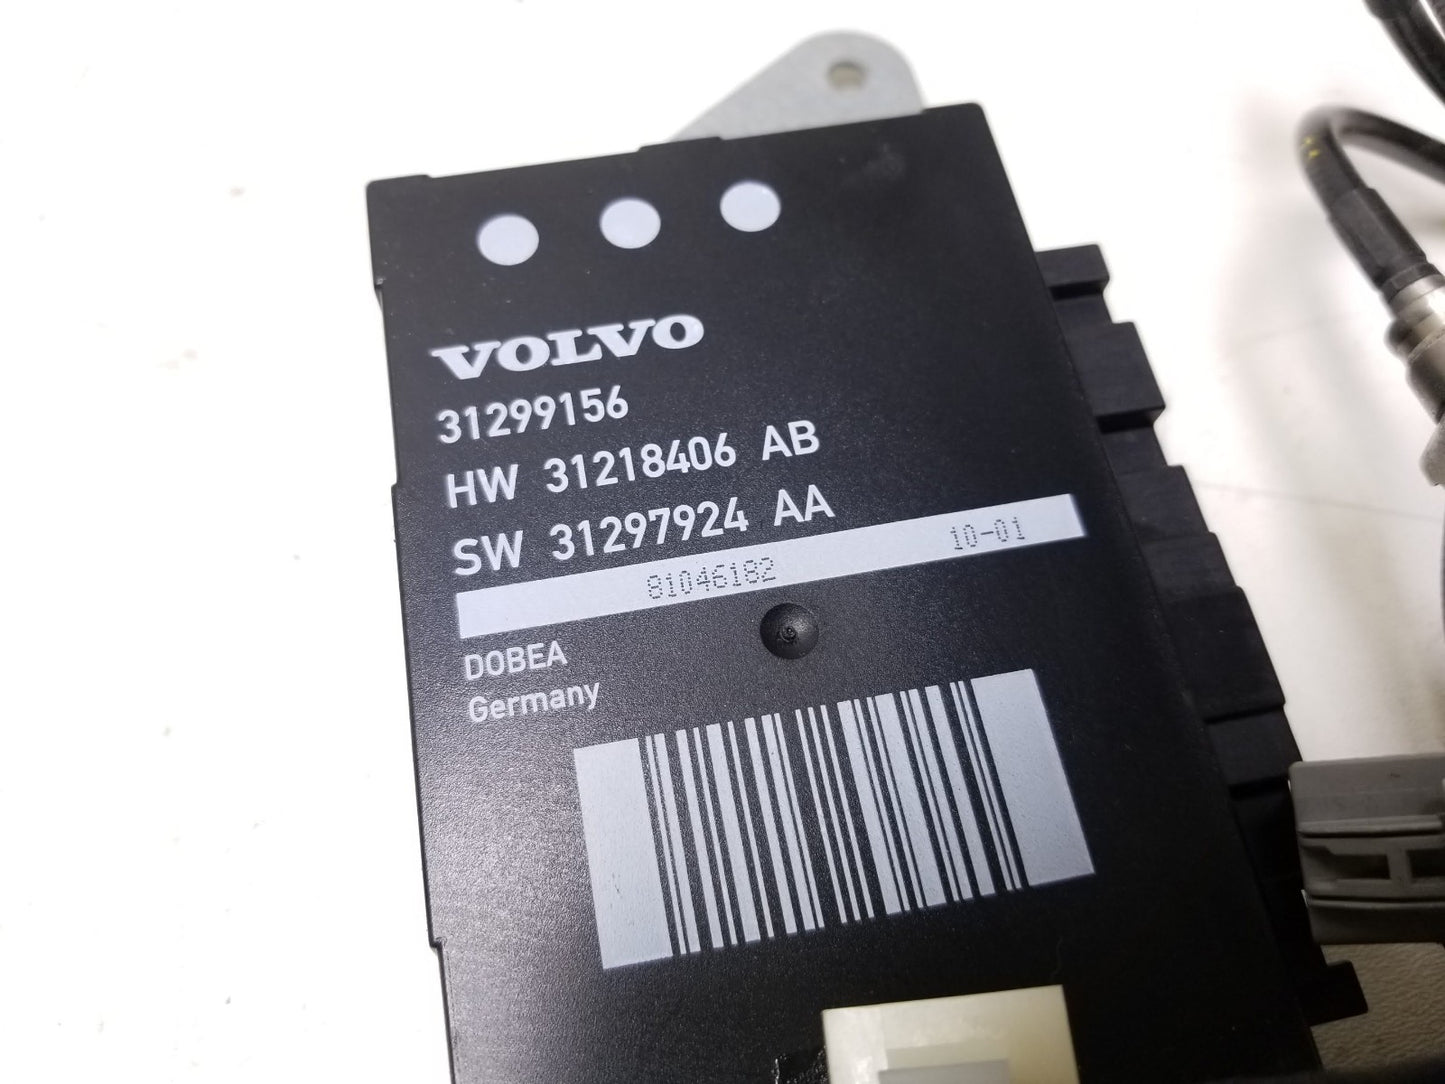 VOLVO
31299156
HW 31218406 AB
SW 31297924 AA
81046182 10-01
DOBEA
Germany